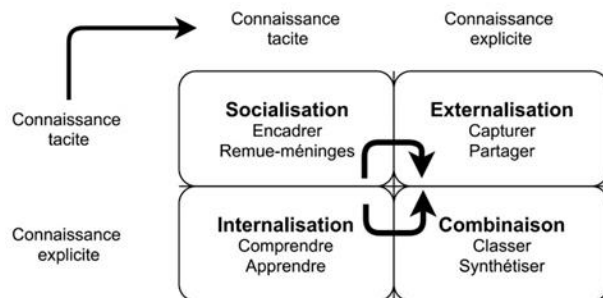 Connaissance
tacite
Connaissance
explicite
Connaissance
tacite
Socialisation
Encadrer
Remue-méninges
Externalisation
Capturer
Partager
Connaissance
explicite
Internalisation
Comprendre
Apprendre
Combinaison
Classer
Synthétiser